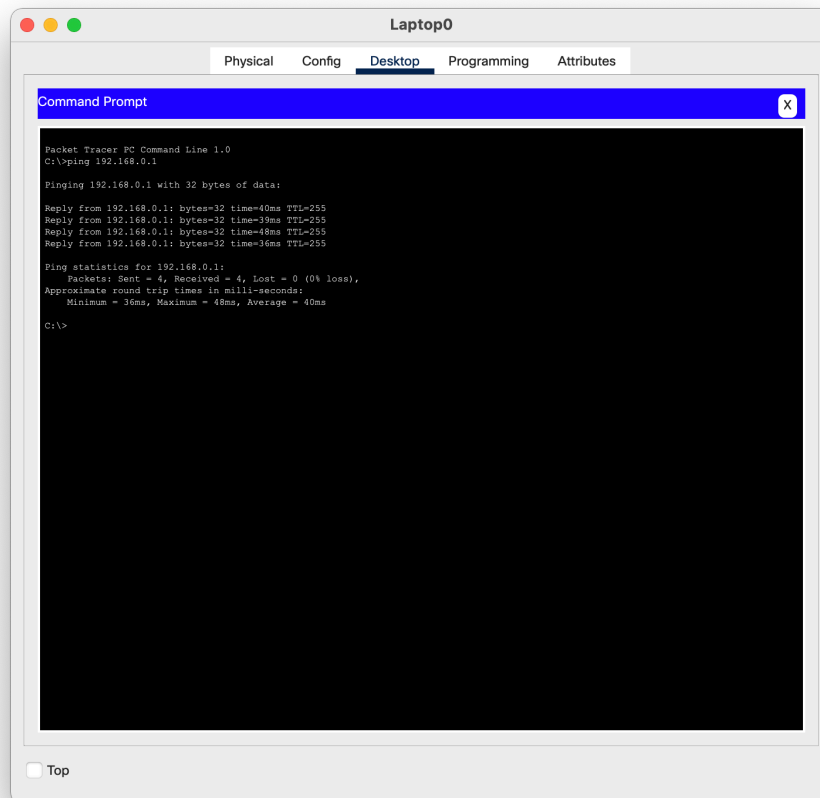 Laptop0
Physical Config Desktop Programming Attributes
Command Prompt
X
Packet Tracer PC Command Line 1.0
C:\>ping 192.168.0.1
Pinging 192.168.0.1 with 32 bytes of data:
Reply from 192.168.0.1: bytes=32 time=40ms TTL=255
Reply from 192.168.0.1: bytes=32 time=39ms TTL=255
Reply from 192.168.0.1: bytes=32 time=48ms TTL=255
Reply from 192.168.0.1: bytes=32 time=36ms TTL=255
Ping statistics for 192.168.0.1:
    Packets: Sent = 4, Received = 4, Lost = 0 (0% loss),
Approximate round trip times in milli-seconds:
    Minimum = 36ms, Maximum = 48ms, Average = 40ms
C:\>
Top